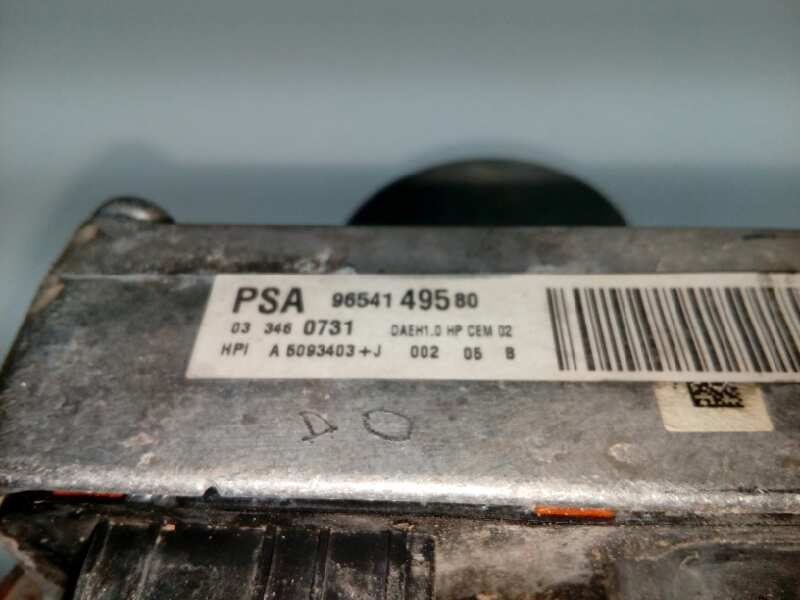 PSA 96541 495 80
03 346 0731 DAEH1.0 HP CEM 02
HPI A 5093403+J 002 05 B